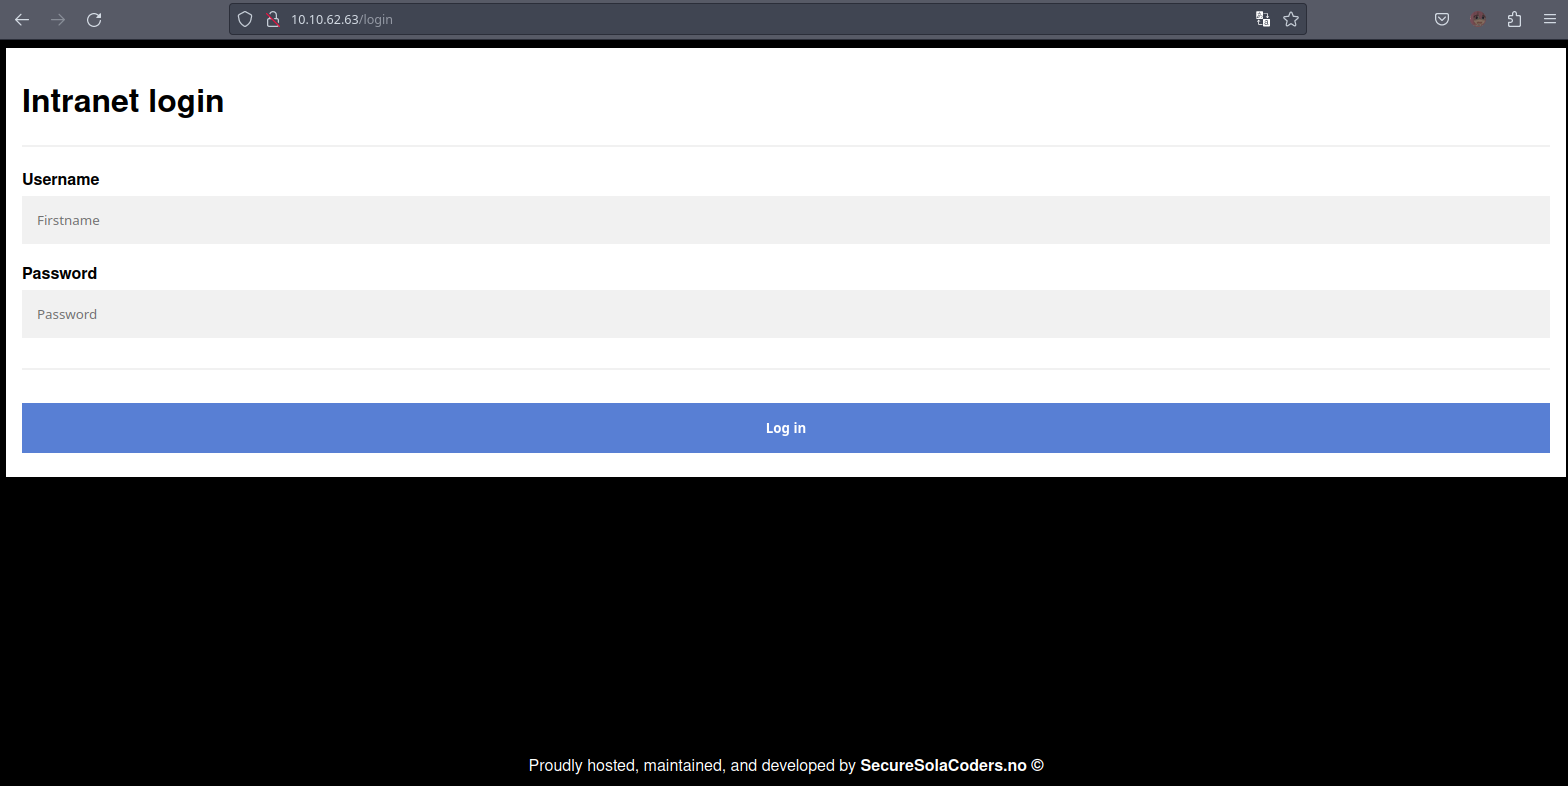 10.10.62.63/login
Intranet login
Username
Firstname
Password
Password
Log in
Proudly hosted, maintained, and developed by SecureSolaCoders.no ©